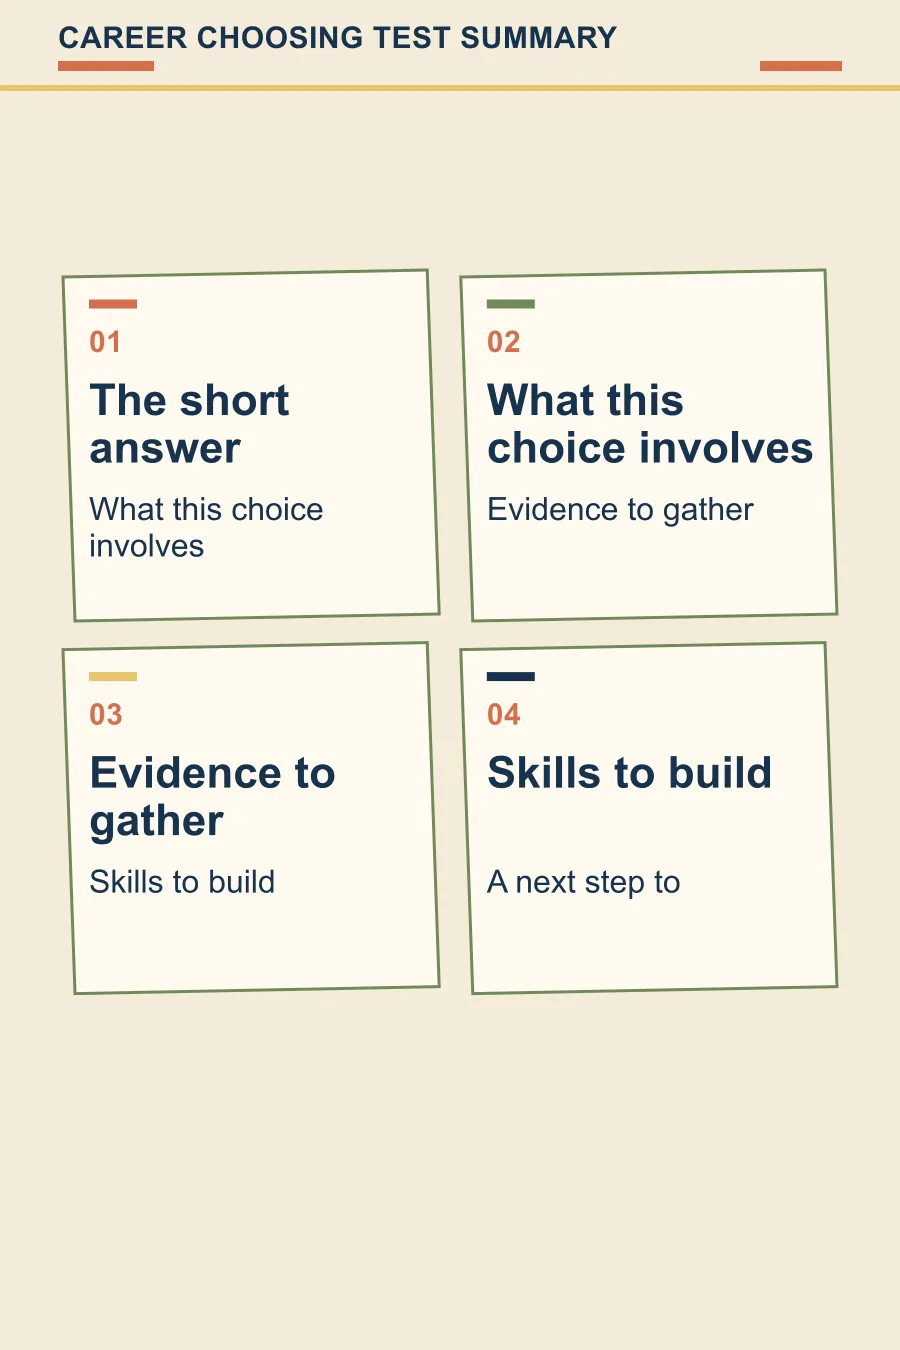 CAREER CHOOSING TEST SUMMARY
01
The short
answer
What this choice
involves
02
What this
choice involves
Evidence to gather
03
Evidence to
gather
Skills to build
04
Skills to build
A next step to